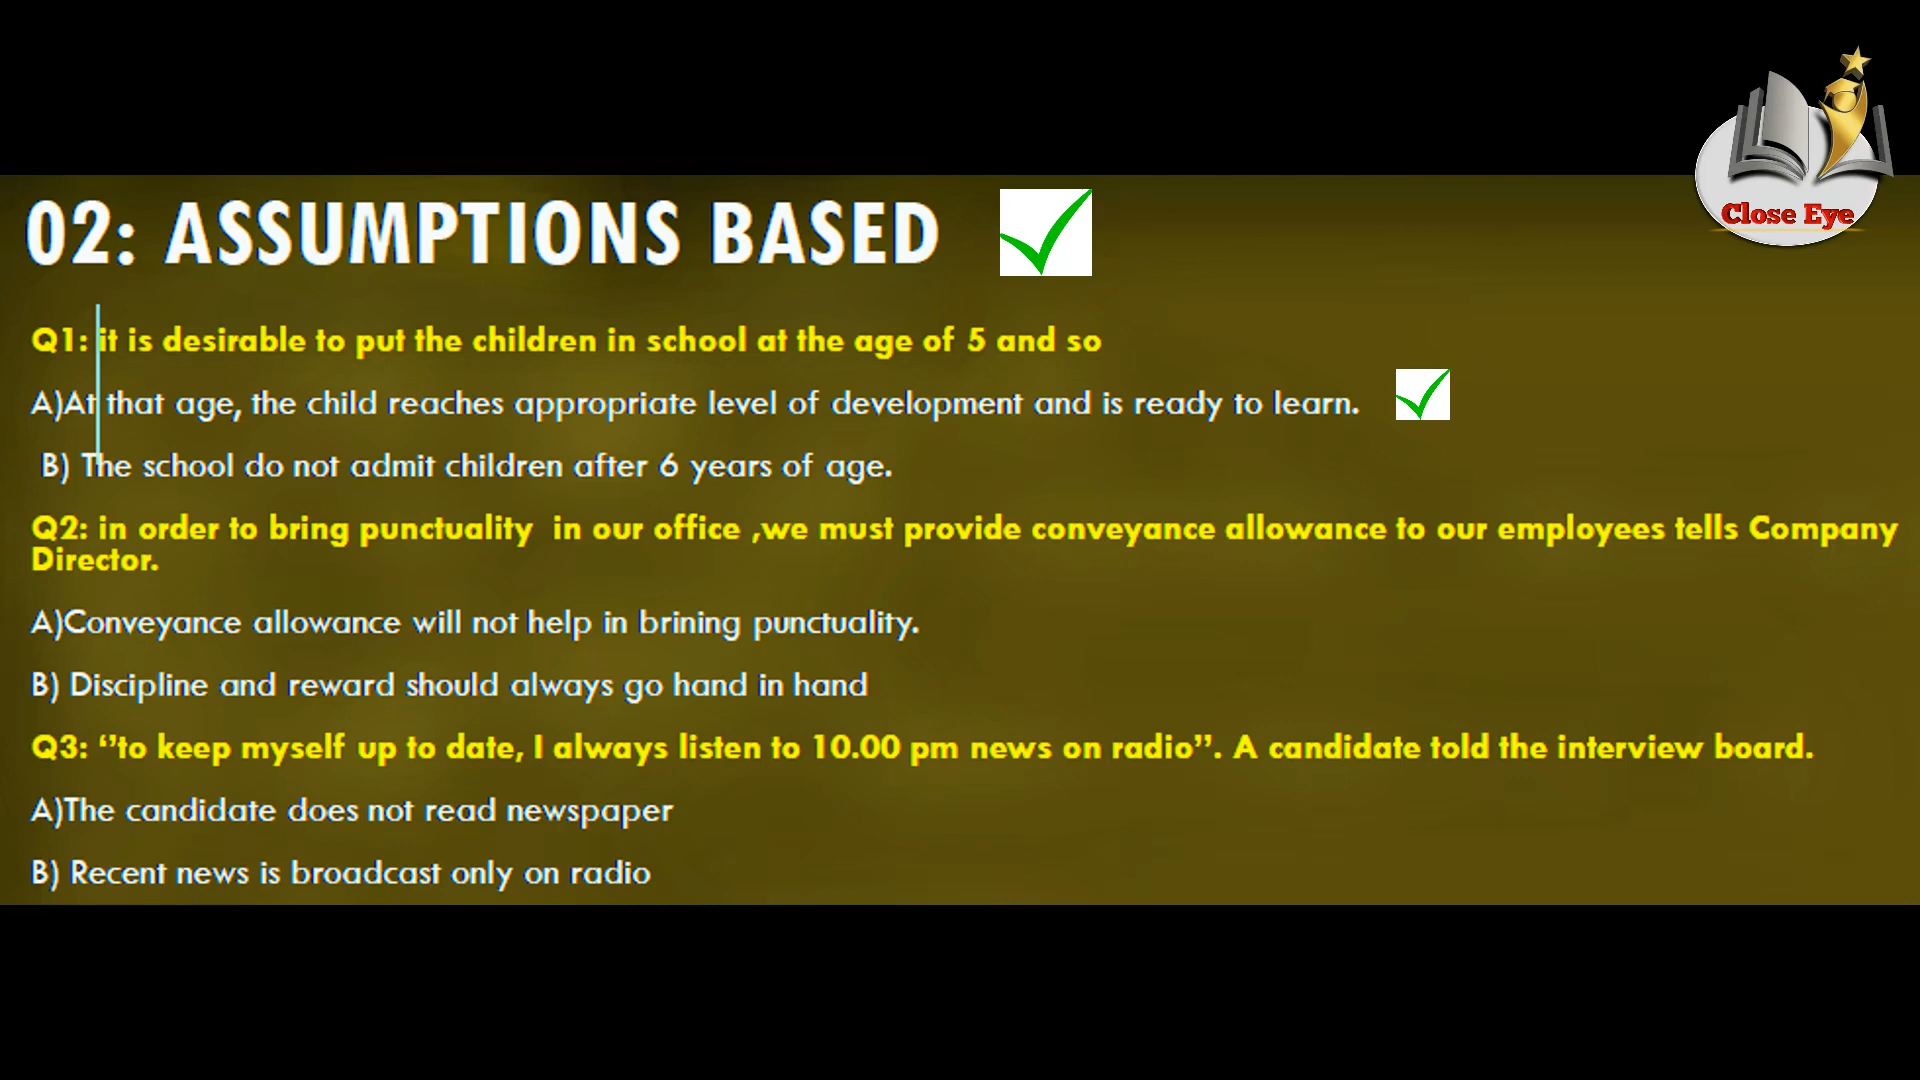 Close Eye
02: ASSUMPTIONS BASED
Q1: it is desirable to put the children in school at the age of 5 and so
A)At that age, the child reaches appropriate level of development and is ready to learn.
B) The school do not admit children after 6 years of age.
Q2: in order to bring punctuality in our office ,we must provide conveyance allowance to our employees tells Company
Director.
A)Conveyance allowance will not help in brining punctuality.
B) Discipline and reward should always go hand in hand
Q3: ‘’to keep myself up to date, I always listen to 10.00 pm news on radio’’. A candidate told the interview board.
A)The candidate does not read newspaper
B) Recent news is broadcast only on radio